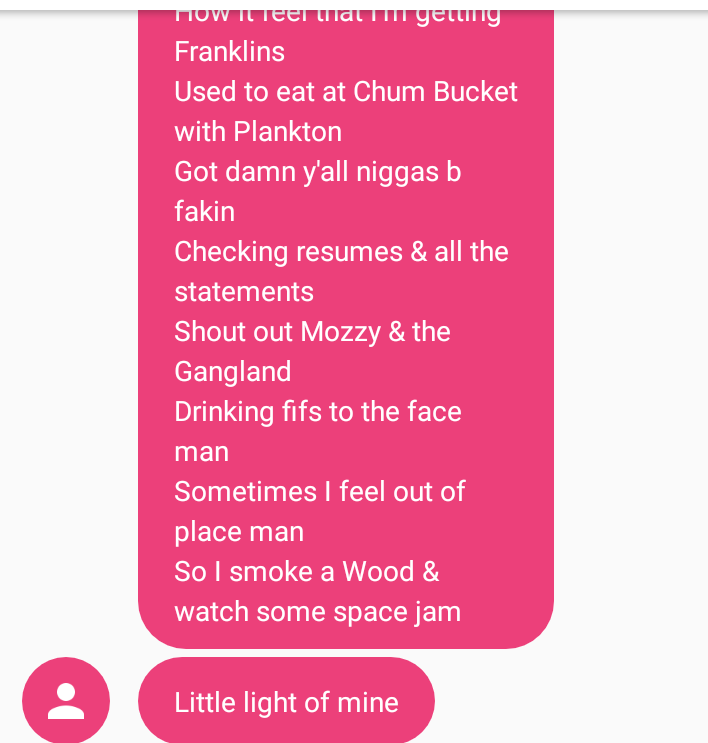 How it feel that I'm getting
Franklins
Used to eat at Chum Bucket
with Plankton
Got damn y'all niggas b
fakin
Checking resumes & all the
statements
Shout out Mozzy & the
Gangland
Drinking fifs to the face
man
Sometimes I feel out of
place man
So I smoke a Wood &
watch some space jam
Little light of mine